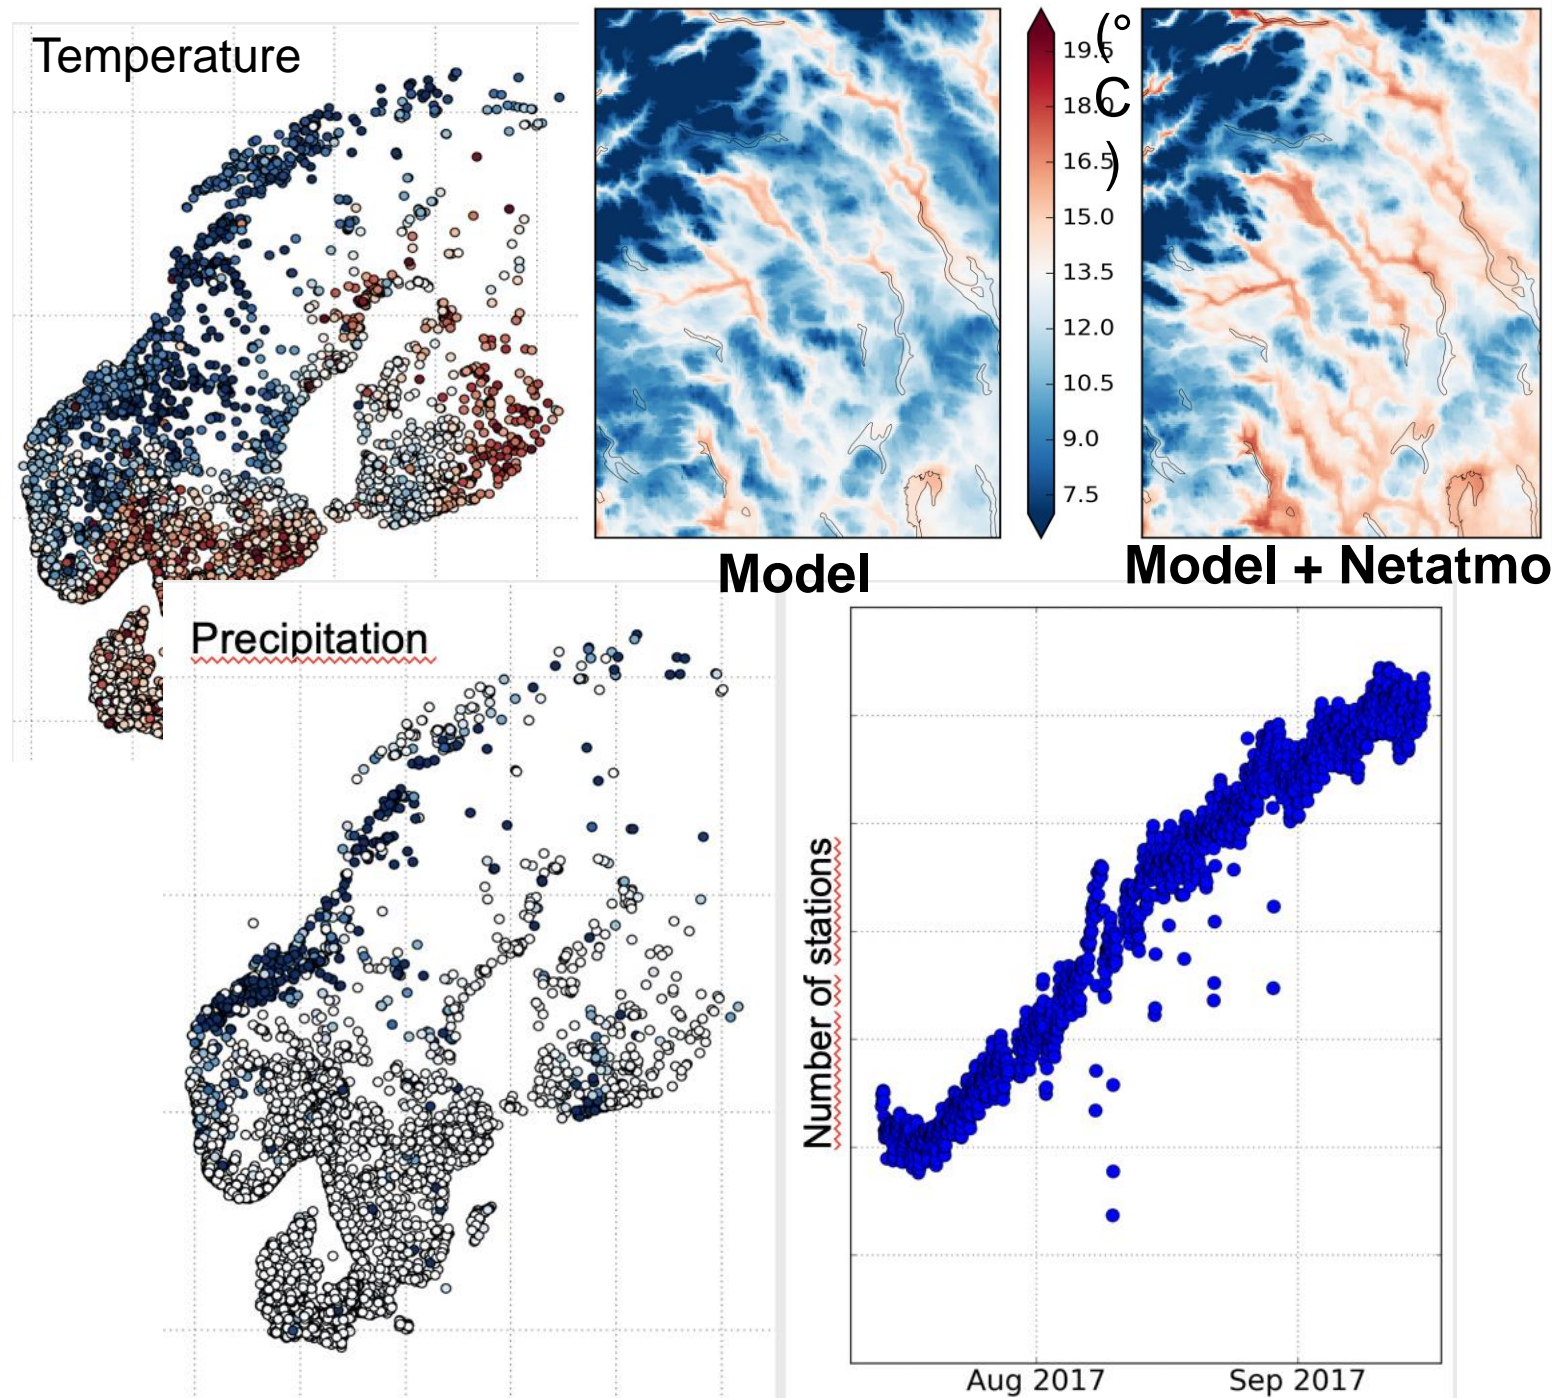 Temperature
(°
C
)
19.5
18.0
16.5
15.0
13.5
12.0
10.5
9.0
7.5
Model
Model + Netatmo
Precipitation
Number of stations
Aug 2017
Sep 2017